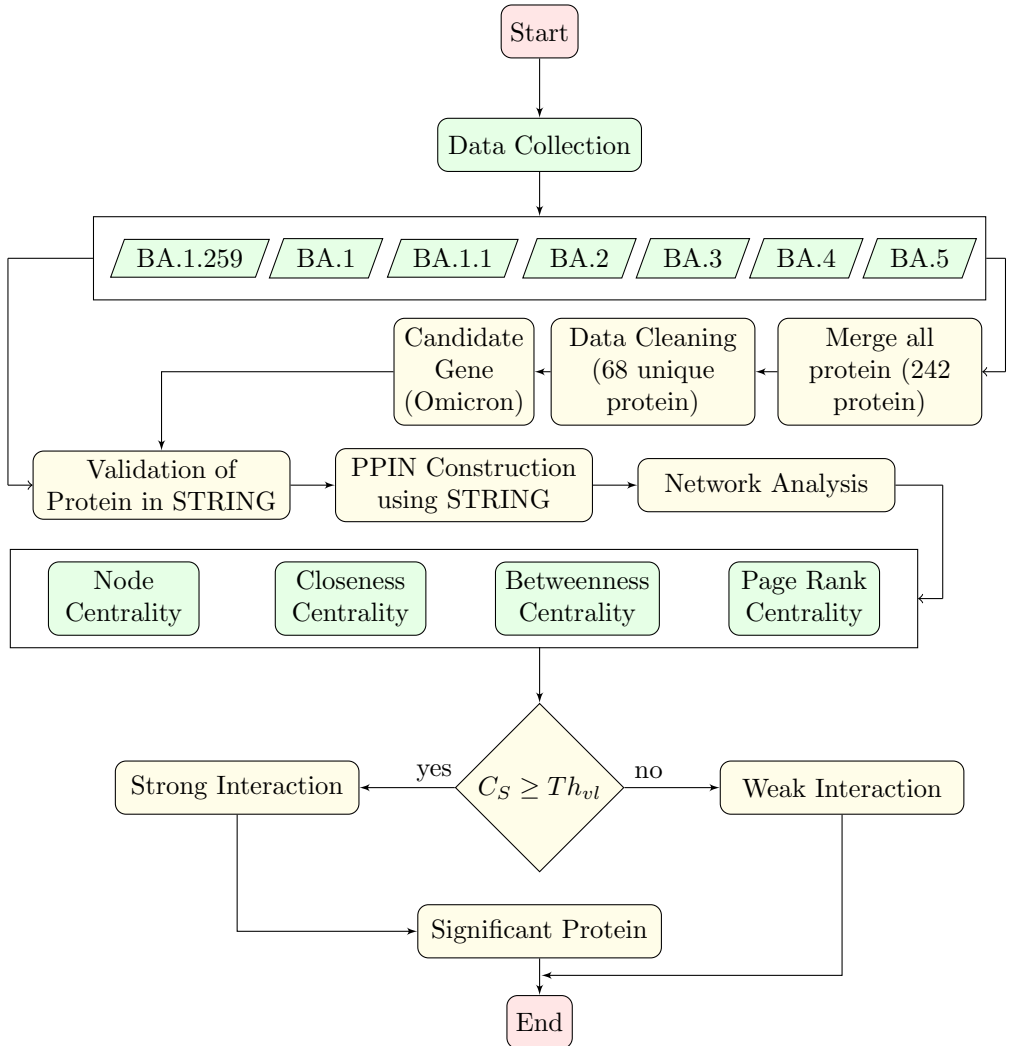 Start
Data Collection
BA.1.259 BA.1 BA.1.1 BA.2 BA.3 BA.4 BA.5
Candidate
Gene
(Omicron)
Data Cleaning
(68 unique
protein)
Merge all
protein (242
protein)
Validation of
Protein in STRING
PPIN Construction
using STRING
Network Analysis
Node
Centrality
Closeness
Centrality
Betweenness
Centrality
Page Rank
Centrality
Strong Interaction
yes
C_S ≥ Th_{vl}
no
Weak Interaction
Significant Protein
End